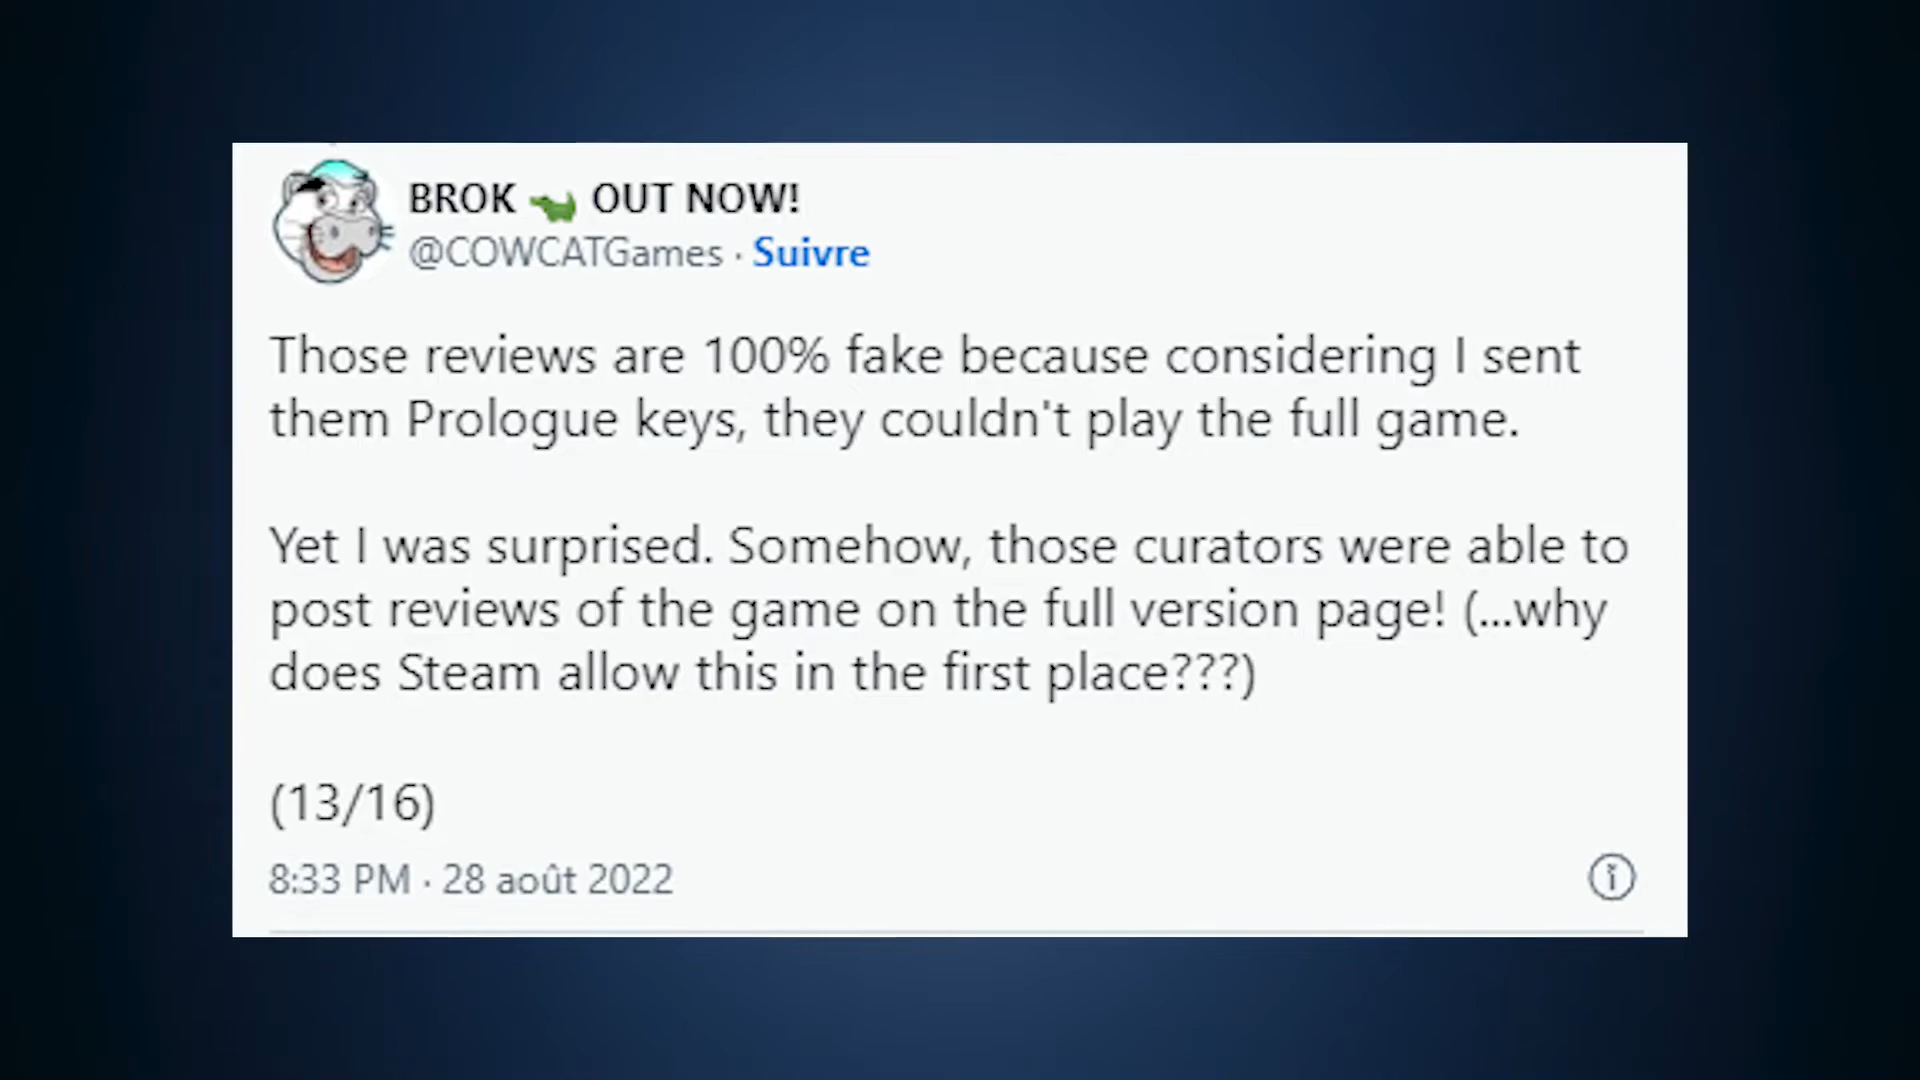 BROK 🐊 OUT NOW!
@COWCATGames · Suivre
Those reviews are 100% fake because considering I sent
them Prologue keys, they couldn't play the full game.
Yet I was surprised. Somehow, those curators were able to
post reviews of the game on the full version page! (...why
does Steam allow this in the first place???)
(13/16)
8:33 PM · 28 août 2022